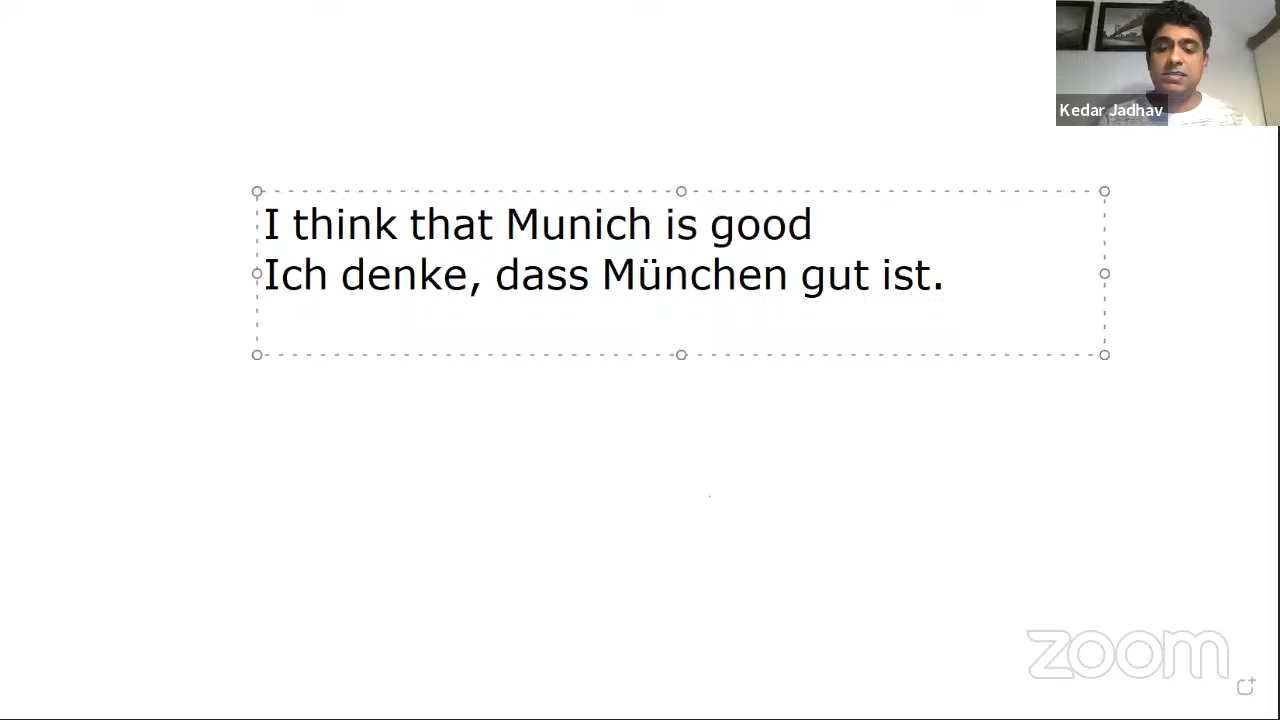 Kedar Jadhav
I think that Munich is good
Ich denke, dass München gut ist.
zoom